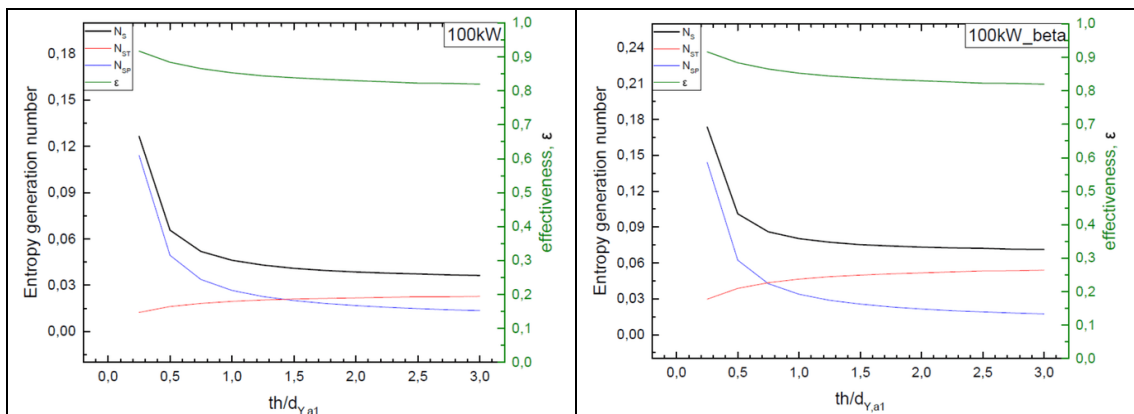 100kW
N_S
N_ST
N_SP
ε
0,18
0,15
0,12
0,09
0,06
0,03
0,00
Entropy generation number
1,0
0,9
0,8
0,7
0,6
0,5
0,4
0,3
0,2
0,1
0,0
effectiveness, ε
0,0 0,5 1,0 1,5 2,0 2,5 3,0
th/d_Y,a1
100kW_beta
N_S
N_ST
N_SP
ε
0,24
0,21
0,18
0,15
0,12
0,09
0,06
0,03
0,00
Entropy generation number
1,0
0,9
0,8
0,7
0,6
0,5
0,4
0,3
0,2
0,1
0,0
effectiveness, ε
0,0 0,5 1,0 1,5 2,0 2,5 3,0
th/d_Y,a1